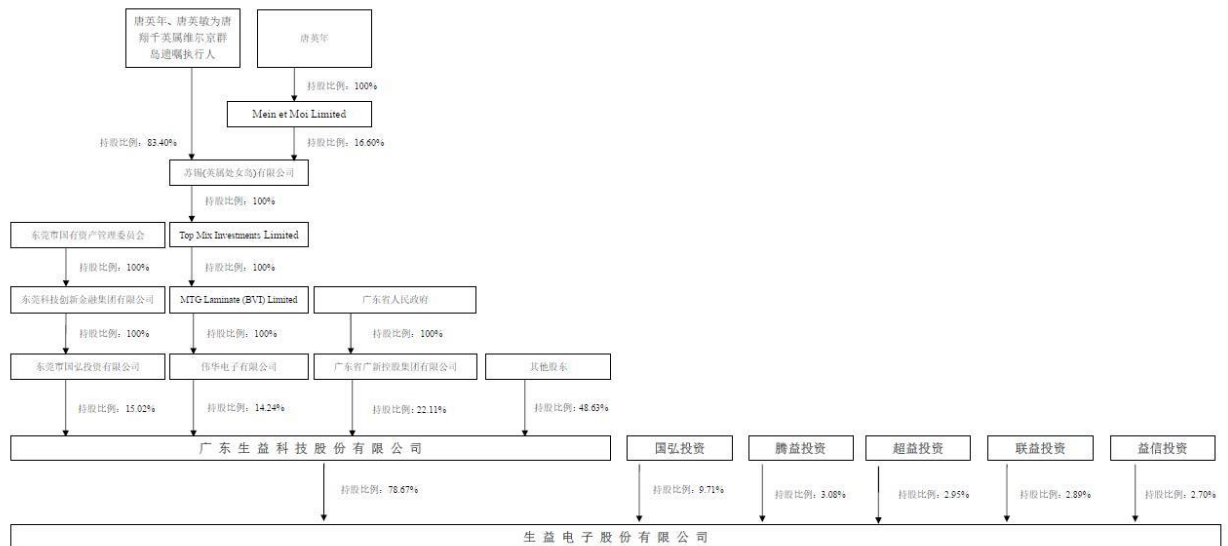 唐英年、唐英敏为唐
翔千英属维尔京群
岛遗嘱执行人
唐英年
持股比例：100%
Mein et Moi Limited
持股比例：83.40%
持股比例：16.60%
苏锡(英属处女岛)有限公司
持股比例：100%
东莞市国有资产管理委员会
Top Mix Investments Limited
持股比例：100%
持股比例：100%
东莞科技创新金融集团有限公司
MTG Laminate (BVI) Limited
广东省人民政府
持股比例：100%
持股比例：100%
持股比例：100%
东莞市国弘投资有限公司
伟华电子有限公司
广东省广新控股集团有限公司
其他股东
持股比例：15.02%
持股比例：14.24%
持股比例：22.11%
持股比例：48.63%
广东生益科技股份有限公司
国弘投资
腾益投资
超益投资
联益投资
益信投资
持股比例：78.67%
持股比例：9.71%
持股比例：3.08%
持股比例：2.95%
持股比例：2.89%
持股比例：2.70%
生益电子股份有限公司